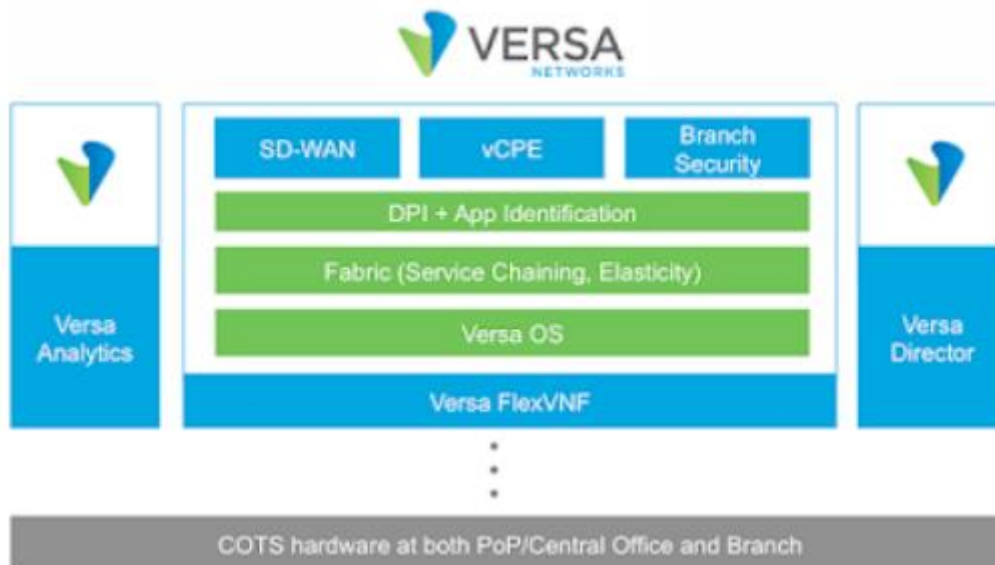 VERSA
NETWORKS
SD-WAN
vCPE
Branch
Security
DPI + App Identification
Fabric (Service Chaining, Elasticity)
Versa OS
Versa FlexVNF
Versa
Analytics
Versa
Director
COTS hardware at both PoP/Central Office and Branch